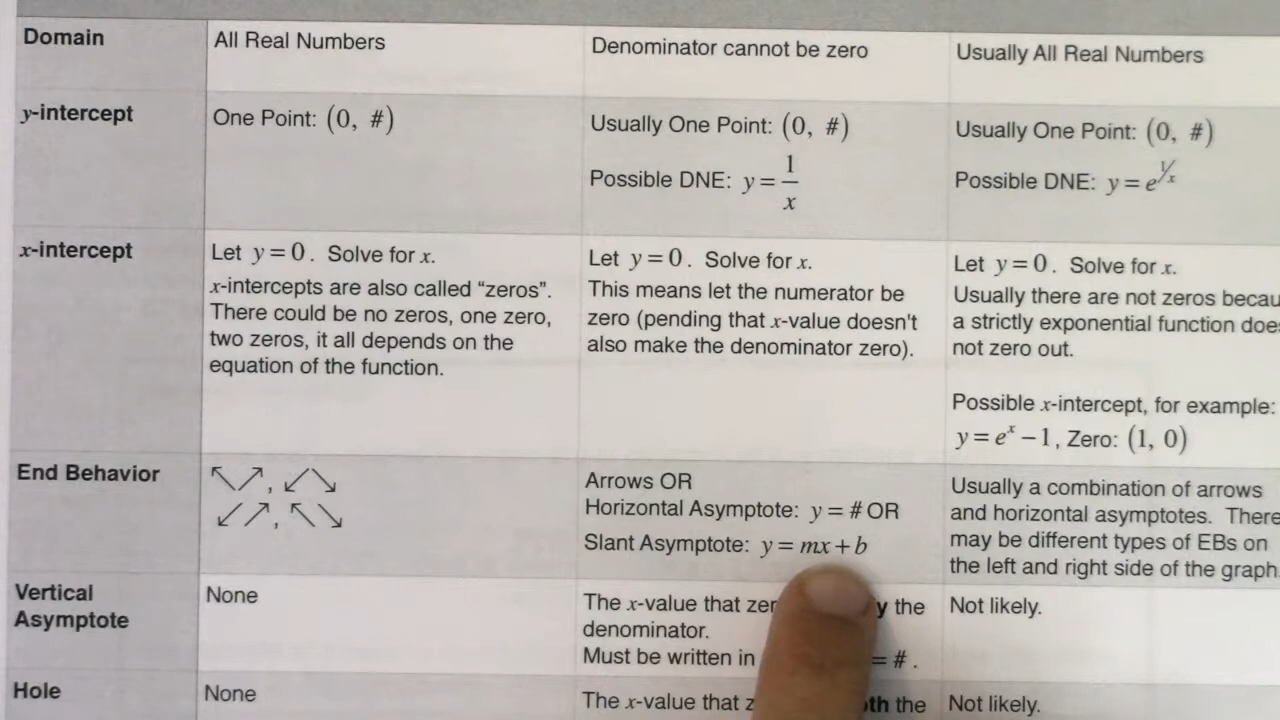 Domain
All Real Numbers
Denominator cannot be zero
Usually All Real Numbers
y-intercept
One Point: (0, #)
Usually One Point: (0, #)
Possible DNE: y = 1/x
Usually One Point: (0, #)
Possible DNE: y = e^1/x
x-intercept
Let y = 0. Solve for x.
x-intercepts are also called “zeros”.
There could be no zeros, one zero,
two zeros, it all depends on the
equation of the function.
Let y = 0. Solve for x.
This means let the numerator be
zero (pending that x-value doesn't
also make the denominator zero).
Let y = 0. Solve for x.
Usually there are not zeros
a strictly exponential function
not zero out.
Possible x-intercept, for example:
y = e^x − 1, Zero: (1, 0)
End Behavior
↖↗, ↙↘
↙↗, ↖↘
Arrows OR
Horizontal Asymptote: y = # OR
Slant Asymptote: y = mx + b
Usually a combination of arrows
and horizontal asymptotes. There
may be different types of EBs on
the left and right side of the graph.
Vertical
Asymptote
None
The x-value that the
denominator.
Must be written in = #.
Not likely.
Hole
None
The x-value that the
Not likely.